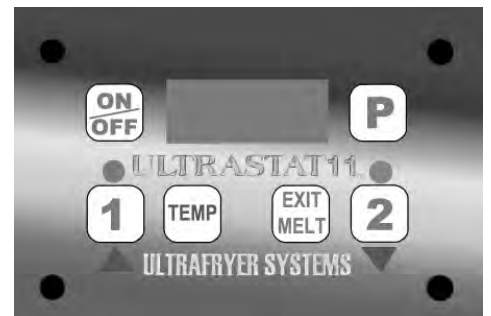 ON
OFF
P
ULTRASTAT11
1
TEMP
EXIT
MELT
2
ULTRAFRYER SYSTEMS